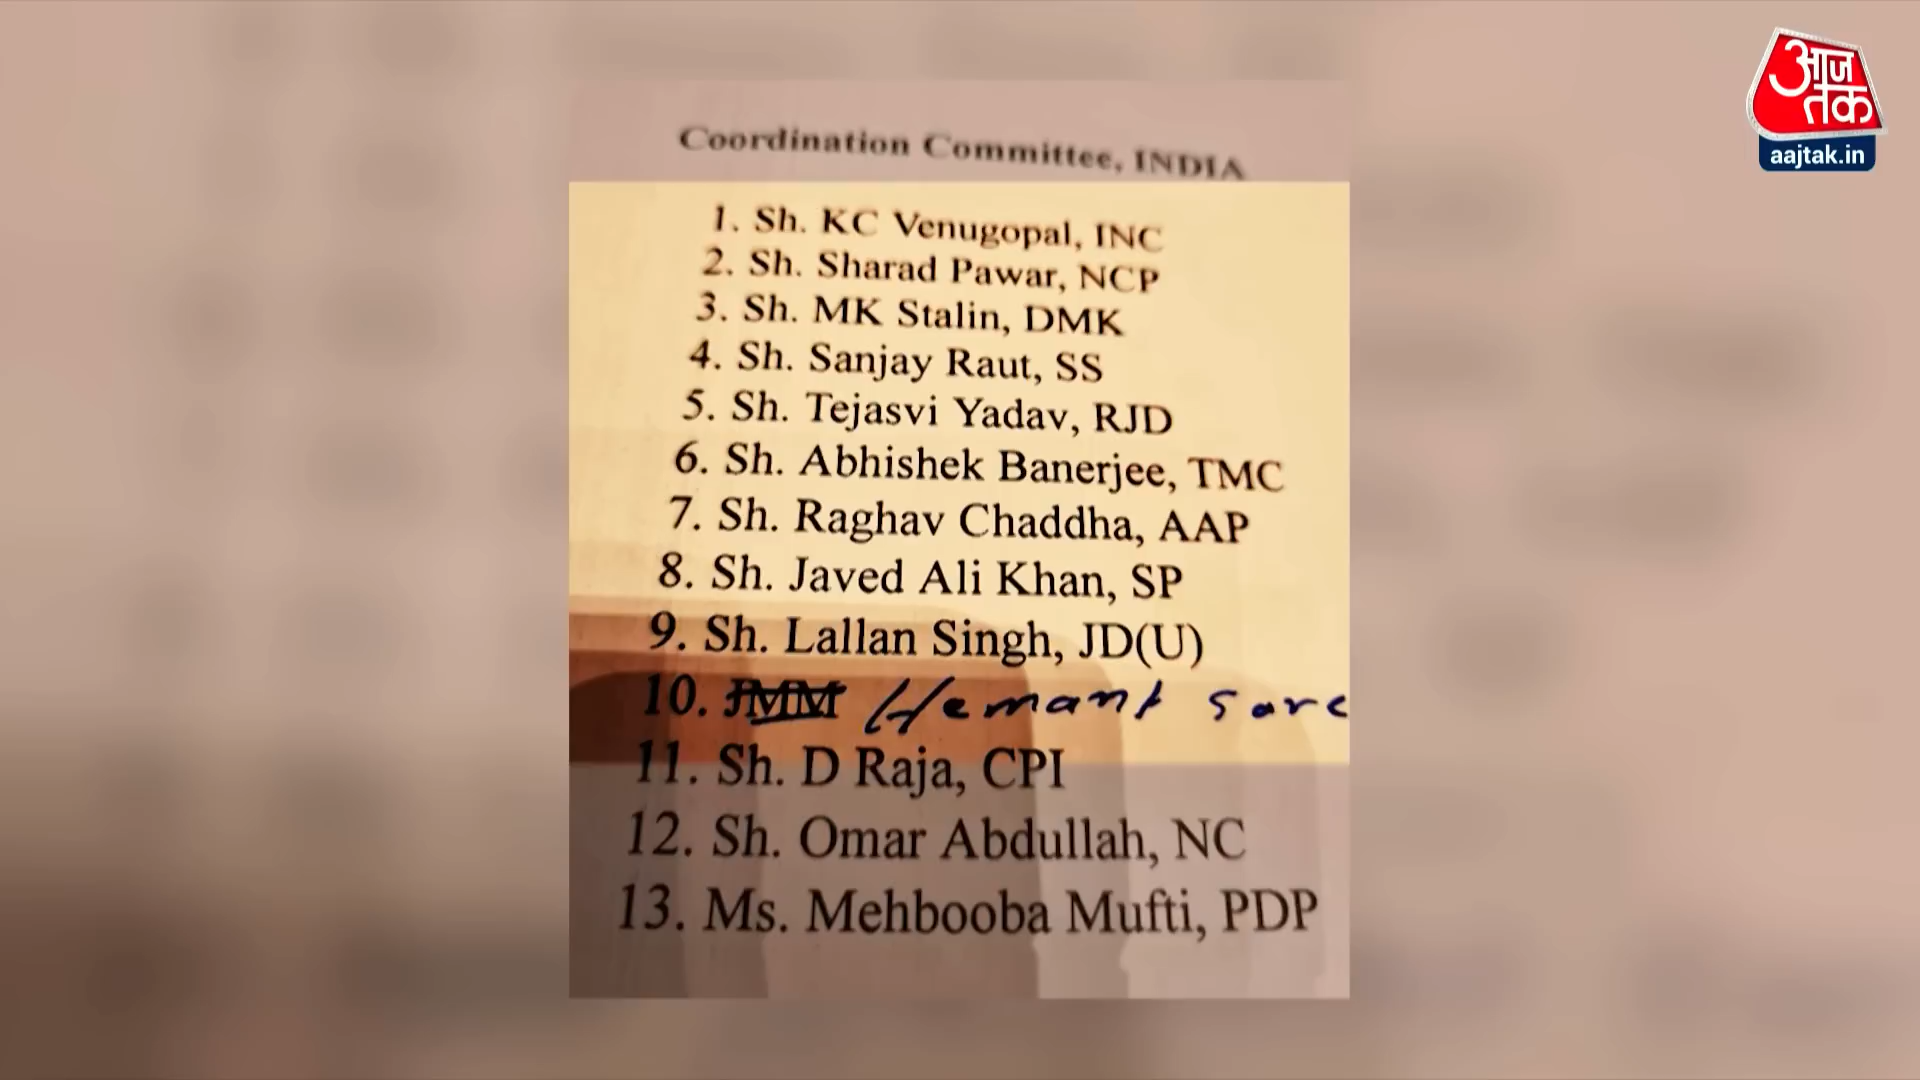 आज
तक
aajtak.in
Coordination Committee, INDIA
1. Sh. KC Venugopal, INC
2. Sh. Sharad Pawar, NCP
3. Sh. MK Stalin, DMK
4. Sh. Sanjay Raut, SS
5. Sh. Tejasvi Yadav, RJD
6. Sh. Abhishek Banerjee, TMC
7. Sh. Raghav Chaddha, AAP
8. Sh. Javed Ali Khan, SP
9. Sh. Lallan Singh, JD(U)
10. JMM Hemant Sore
11. Sh. D Raja, CPI
12. Sh. Omar Abdullah, NC
13. Ms. Mehbooba Mufti, PDP